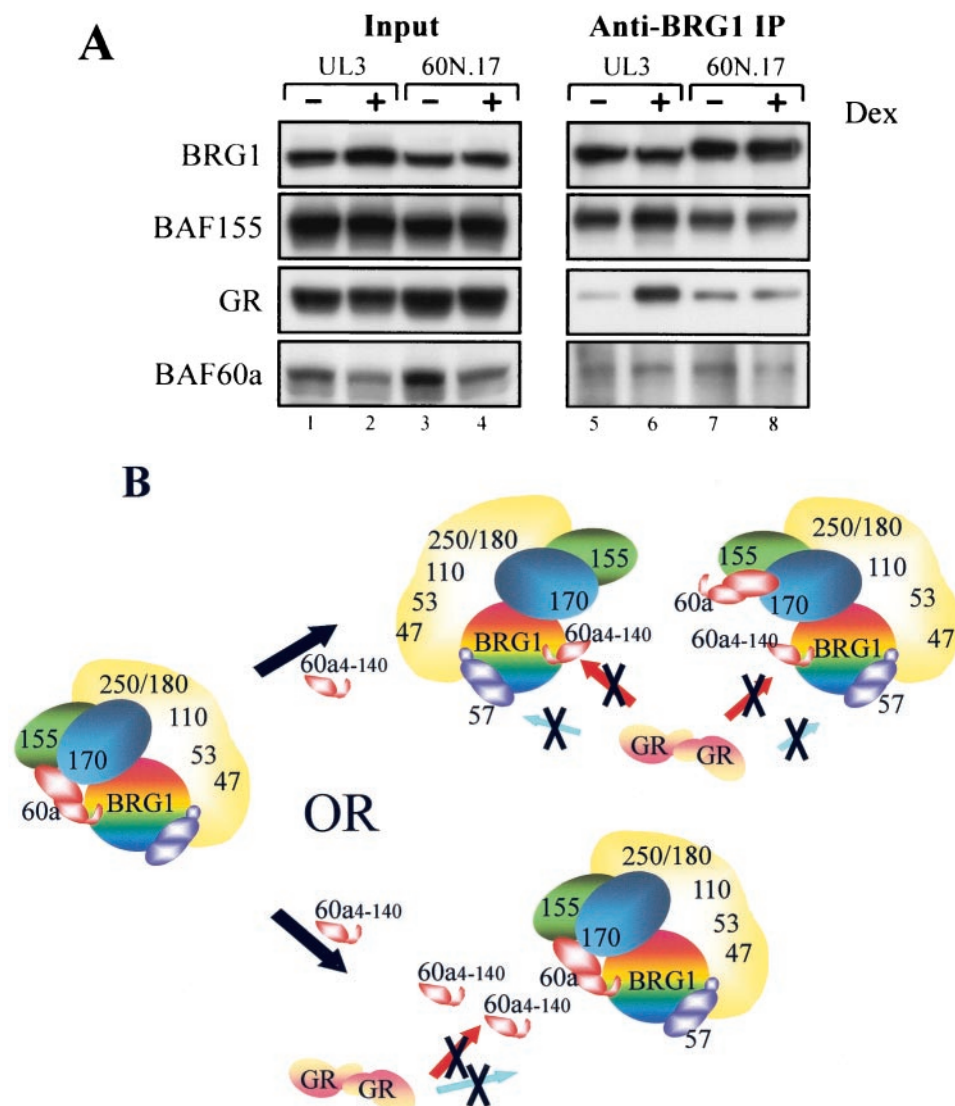 A
Input
Anti-BRG1 IP
UL3 60N.17 UL3 60N.17
− + − + − + − + Dex
BRG1
BAF155
GR
BAF60a
1 2 3 4 5 6 7 8
B
250/180
155
110
170
53
47
60a
BRG1
60a4-140
250/180
110
155
53
170
47
BRG1
60a4-140
57
250/180
155
110
60a
170
53
60a4-140
47
BRG1
57
GR GR
OR
60a4-140
60a4-140
60a4-140
GR GR
250/180
110
155
53
170
47
60a
BRG1
57